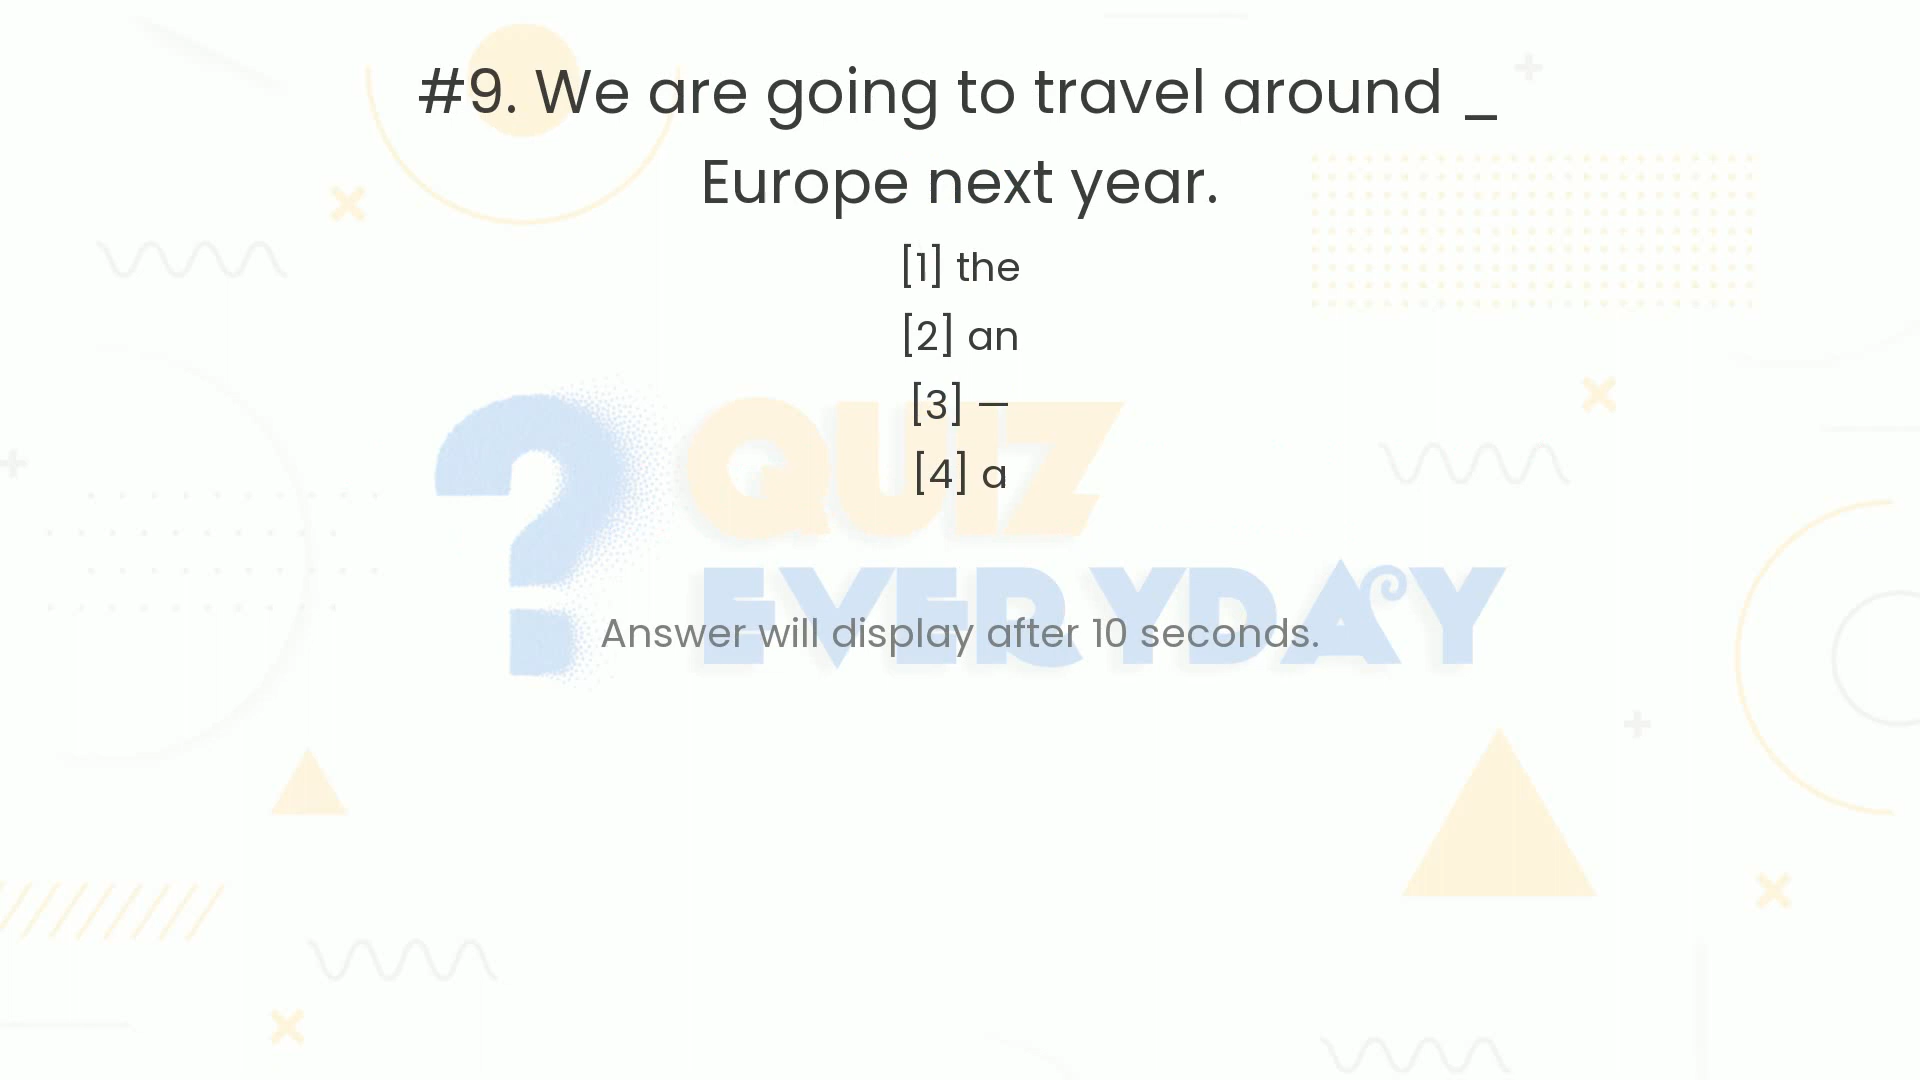 #9. We are going to travel around _
Europe next year.
[1] the
[2] an
[3] —
[4] a
? QUIZ
EVERYDAY
Answer will display after 10 seconds.